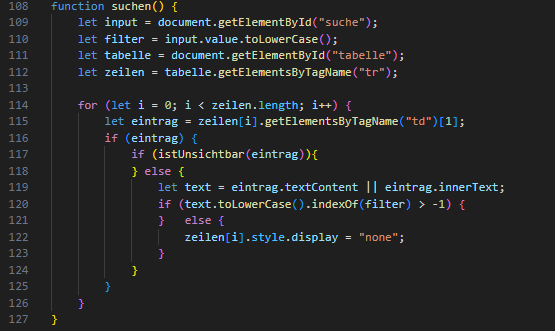 108 function suchen() {
109 let input = document.getElementById("suche");
110 let filter = input.value.toLowerCase();
111 let tabelle = document.getElementById("tabelle");
112 let zeilen = tabelle.getElementsByTagName("tr");
113
114 for (let i = 0; i < zeilen.length; i++) {
115 let eintrag = zeilen[i].getElementsByTagName("td")[1];
116 if (eintrag) {
117 if (istUnsichtbar(eintrag)){
118 } else {
119 let text = eintrag.textContent || eintrag.innerText;
120 if (text.toLowerCase().indexOf(filter) > -1) {
121 } else {
122 zeilen[i].style.display = "none";
123 }
124 }
125 }
126 }
127 }